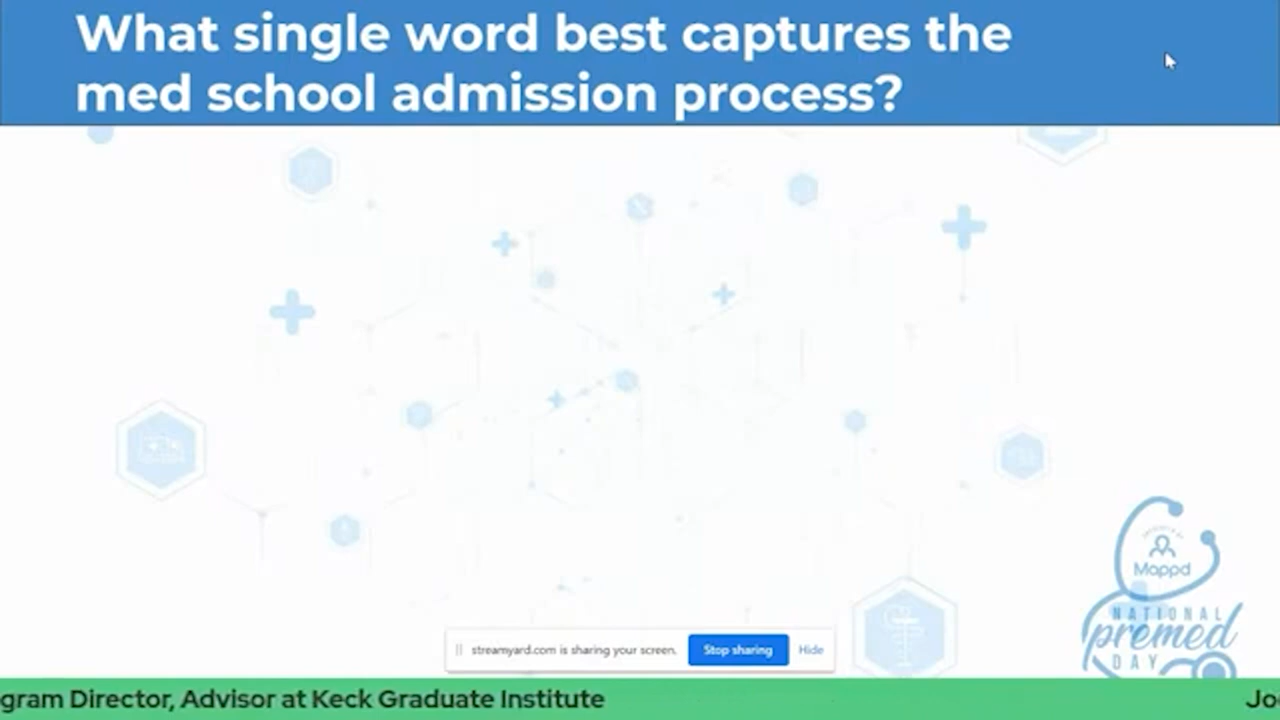 What single word best captures the
med school admission process?
Mappd
NATIONAL
premed
DAY
streamyard.com is sharing your screen.
Stop sharing
Hide
gram Director, Advisor at Keck Graduate Institute
Jo